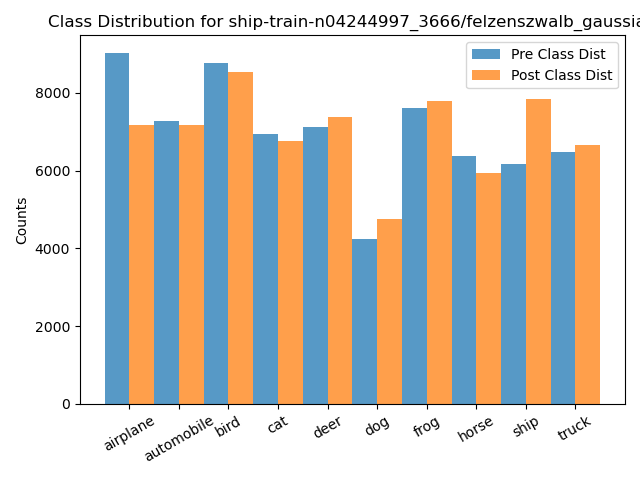 Class Distribution for ship-train-n04244997_3666/felzenszwalb_gaussia
Pre Class Dist
Post Class Dist
Counts
8000
6000
4000
2000
0
airplane
automobile
bird
cat
deer
dog
frog
horse
ship
truck